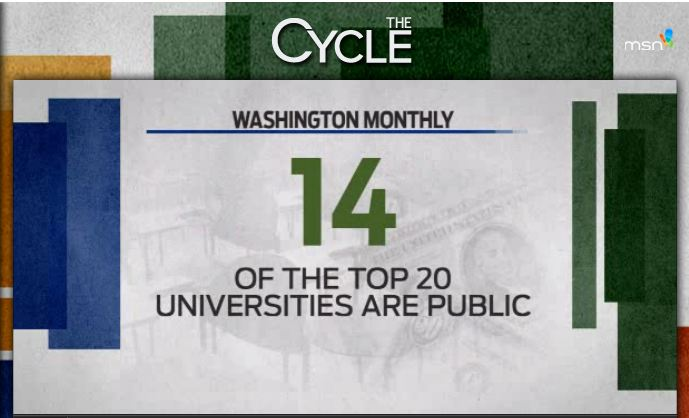 THE
CYCLE
msn
WASHINGTON MONTHLY
14
OF THE TOP 20
UNIVERSITIES ARE PUBLIC